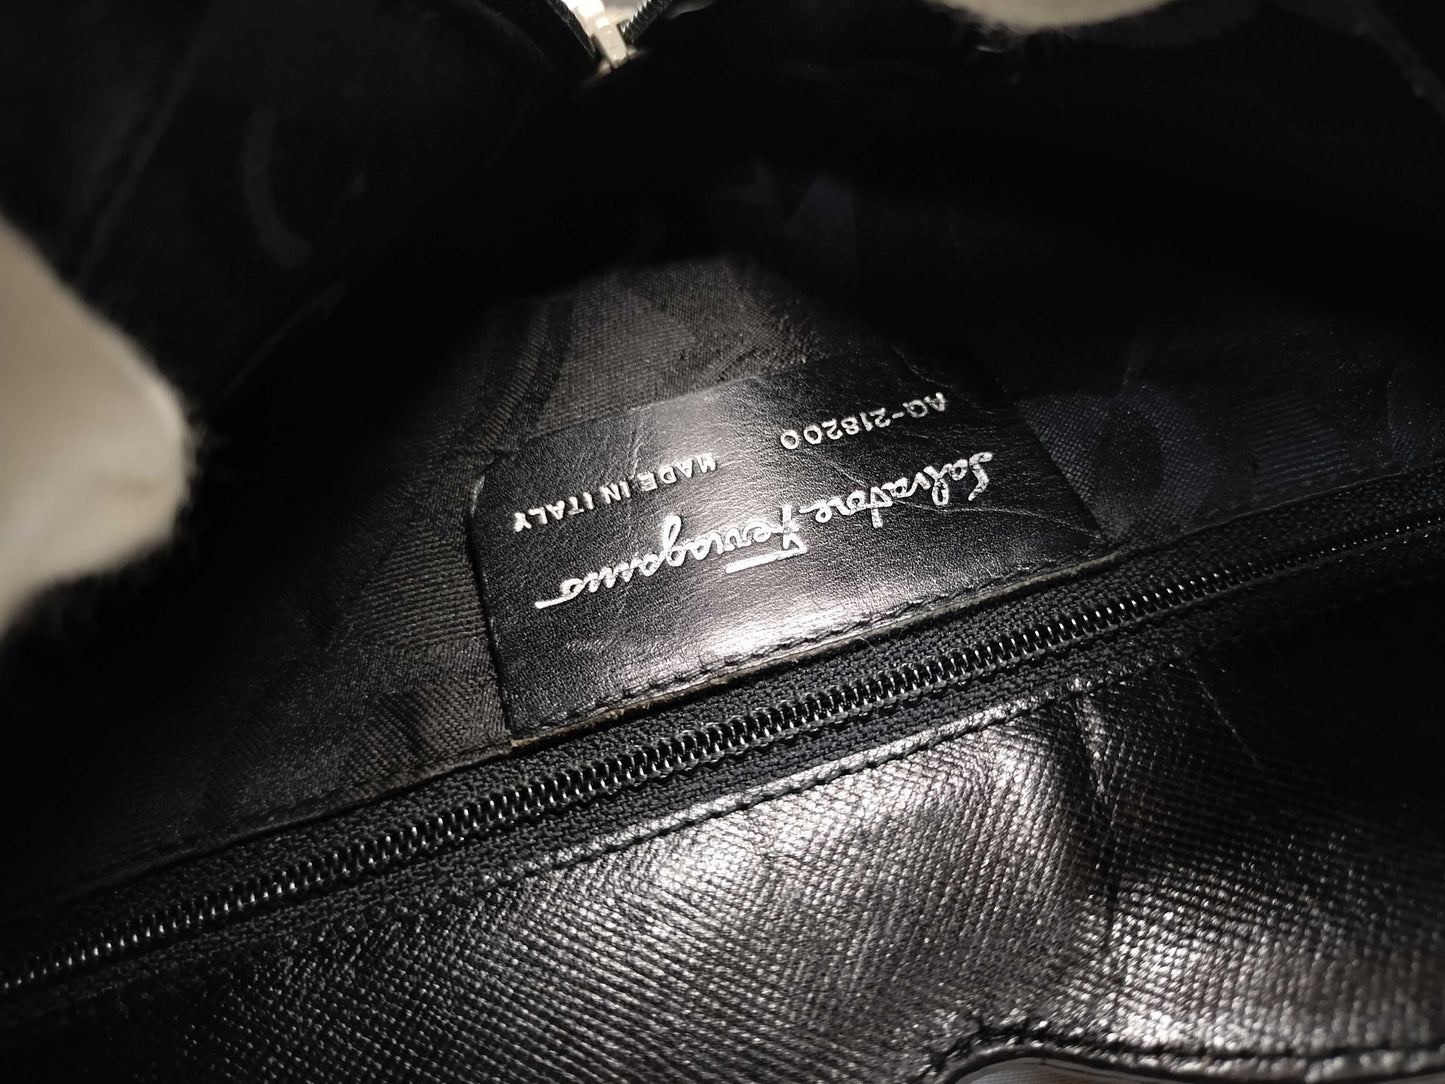 Salvatore Ferragamo
AQ-218200 MADE IN ITALY